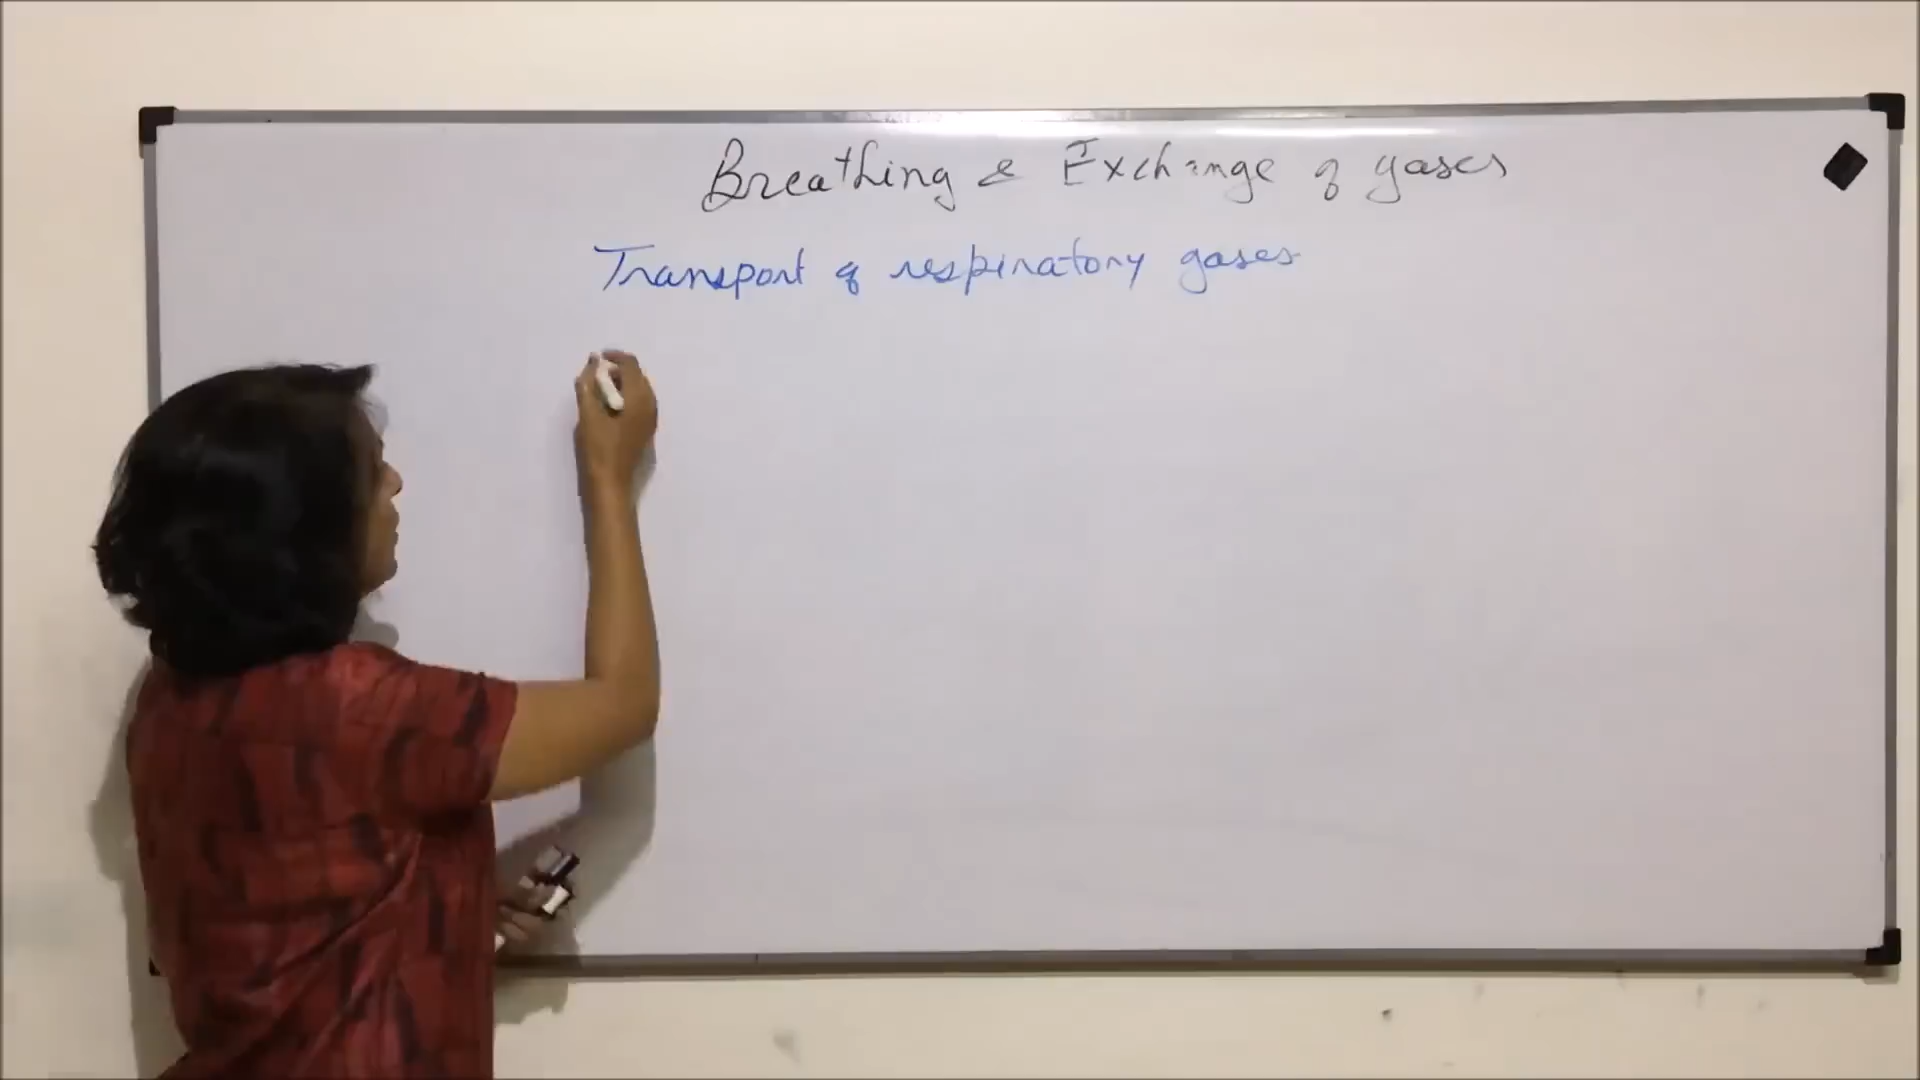 Breathing & Exchange of gases
Transport of respiratory gases